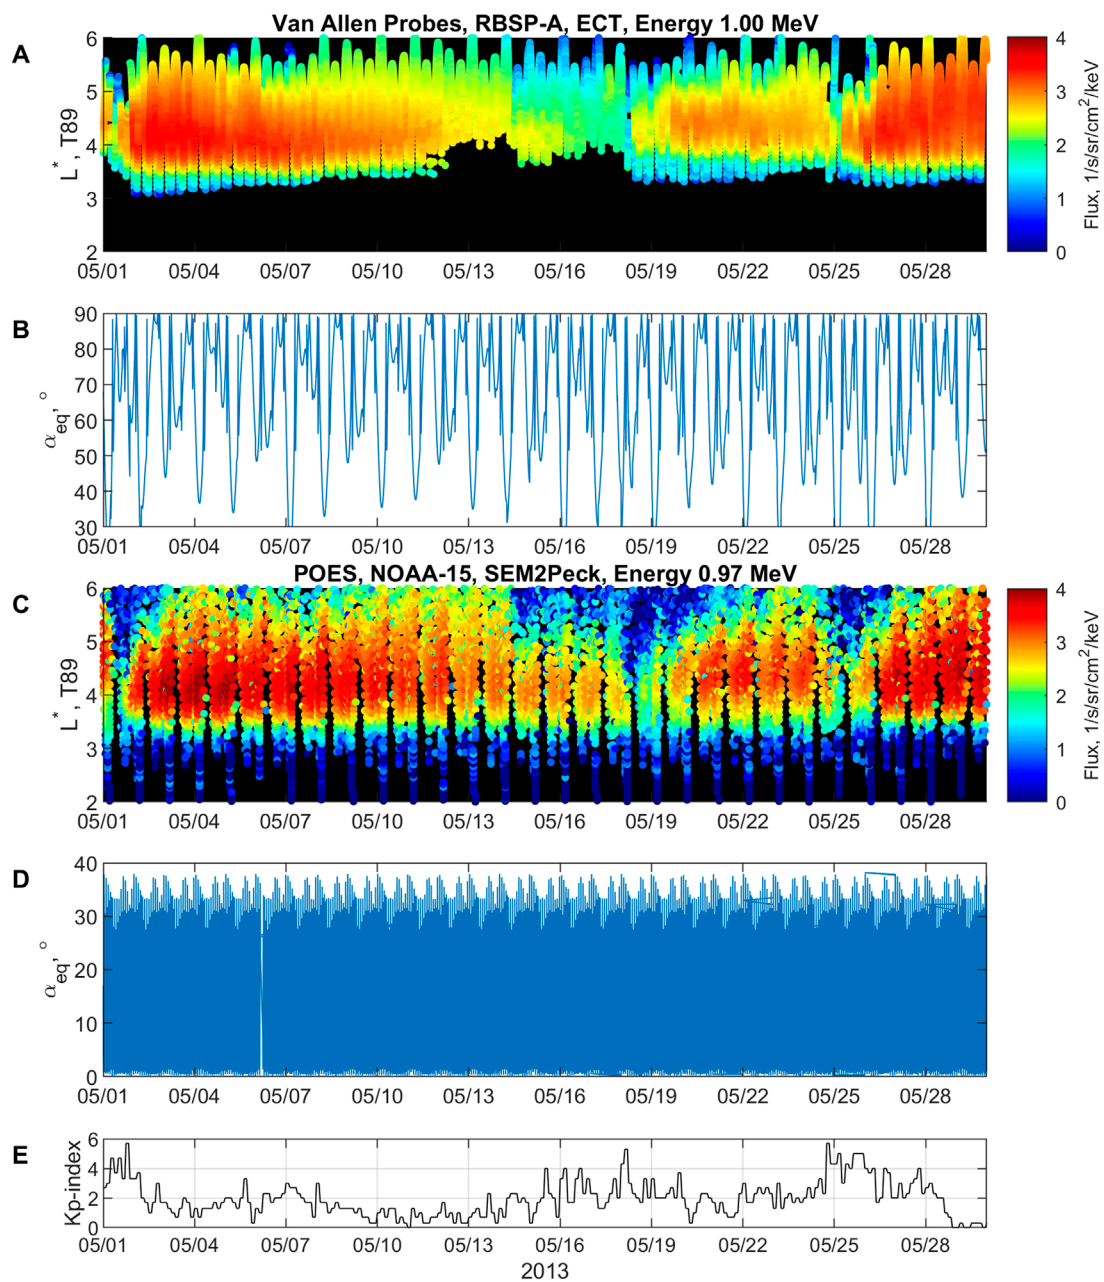 Van Allen Probes, RBSP-A, ECT, Energy 1.00 MeV
A
6
5
4
3
2
L*, T89
05/01 05/04 05/07 05/10 05/13 05/16 05/19 05/22 05/25 05/28
4
3
2
1
0
Flux, 1/s/sr/cm²/keV
B
90
80
70
60
50
40
30
αeq, °
05/01 05/04 05/07 05/10 05/13 05/16 05/19 05/22 05/25 05/28
POES, NOAA-15, SEM2Peck, Energy 0.97 MeV
C
6
5
4
3
2
L*, T89
05/01 05/04 05/07 05/10 05/13 05/16 05/19 05/22 05/25 05/28
4
3
2
1
0
Flux, 1/s/sr/cm²/keV
D
40
30
20
10
0
αeq, °
05/01 05/04 05/07 05/10 05/13 05/16 05/19 05/22 05/25 05/28
E
6
4
2
0
Kp-index
05/01 05/04 05/07 05/10 05/13 05/16 05/19 05/22 05/25 05/28
2013